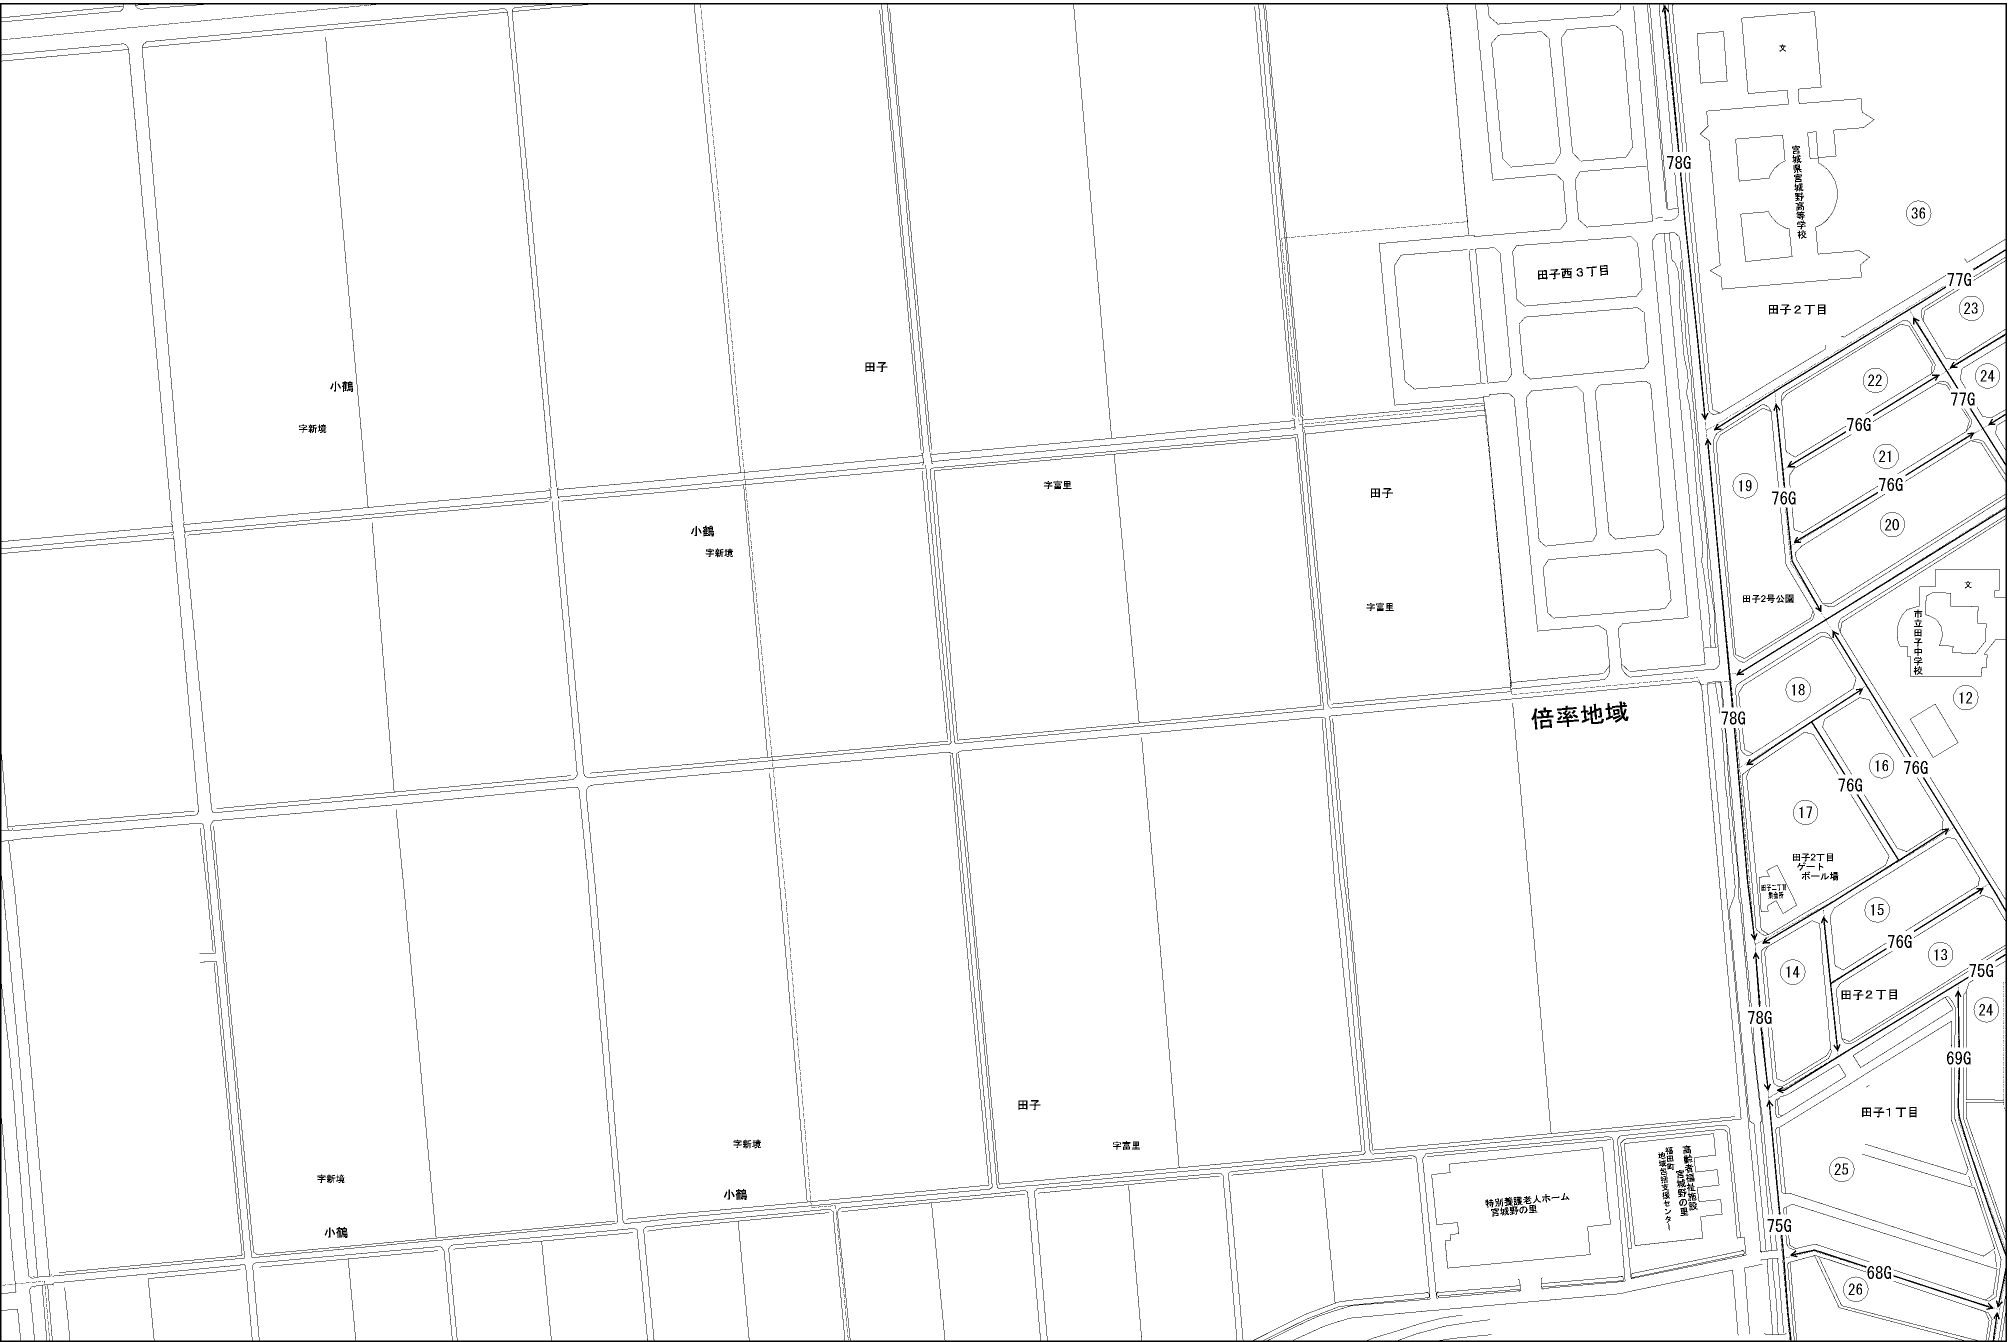 文
78G
宮城県宮城野高等学校
36
田子西３丁目
77G
23
田子２丁目
田子
小鶴
22
24
77G
字新境
76G
21
字富里
田子
19
76G
76G
20
小鶴
字新境
文
田子2号公園
字富里
市立田子中学校
18
12
倍率地域
78G
16
76G
76G
17
田子2丁目
ゲート
ボール場
田子二丁目
集会所
15
76G
13
14
75G
田子２丁目
24
78G
69G
田子
田子１丁目
字新境
字富里
高齢者福祉施設
宮城野の里
福田町
地域包括支援センター
25
字新境
小鶴
特別養護老人ホーム
宮城野の里
75G
小鶴
68G
26